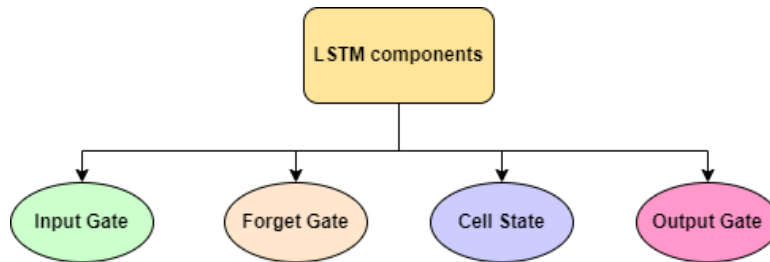 LSTM components
Input Gate
Forget Gate
Cell State
Output Gate